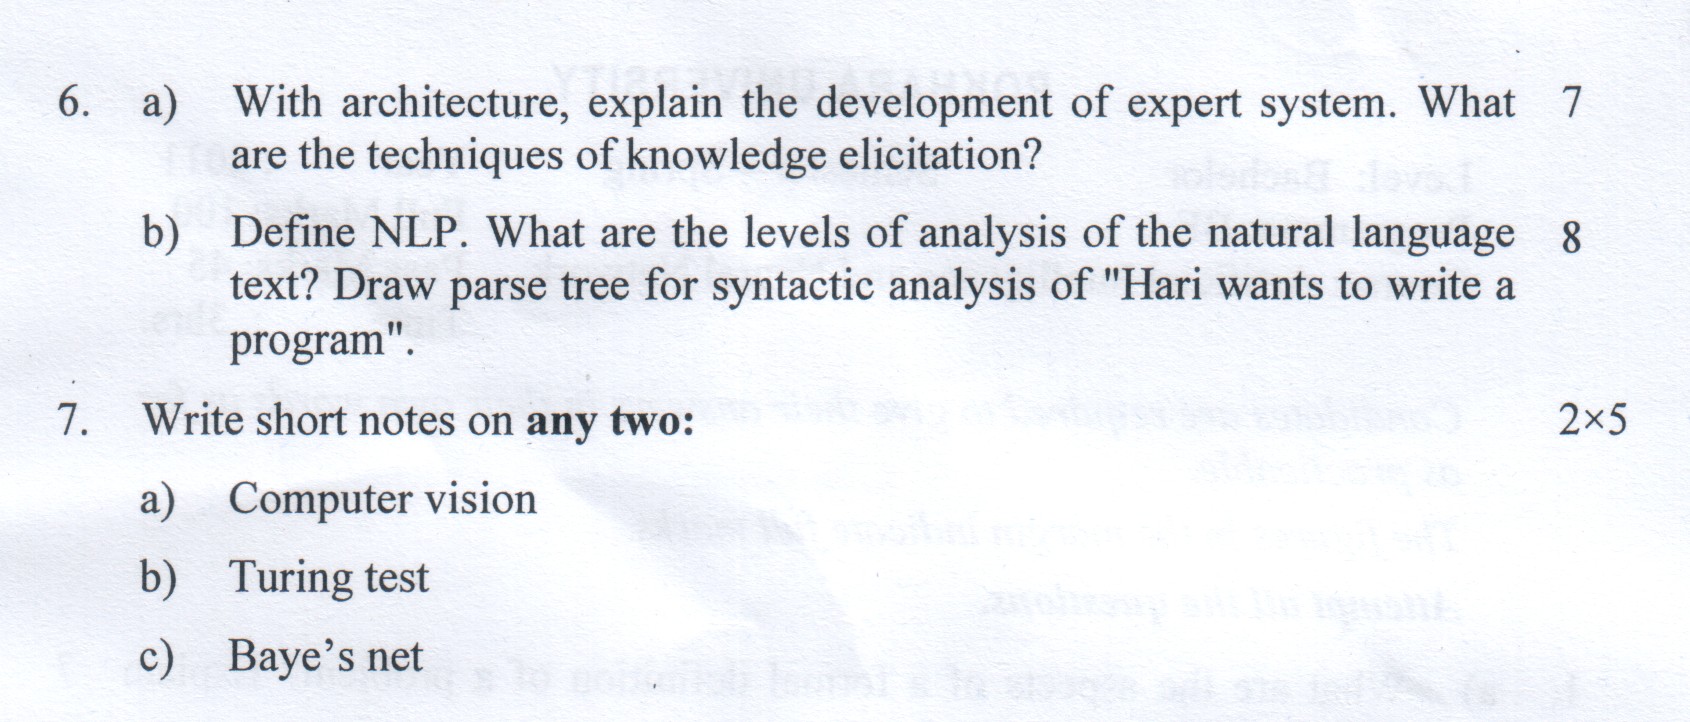 6. a) With architecture, explain the development of expert system. What 7
are the techniques of knowledge elicitation?
b) Define NLP. What are the levels of analysis of the natural language 8
text? Draw parse tree for syntactic analysis of "Hari wants to write a
program".
7. Write short notes on any two: 2×5
a) Computer vision
b) Turing test
c) Baye's net